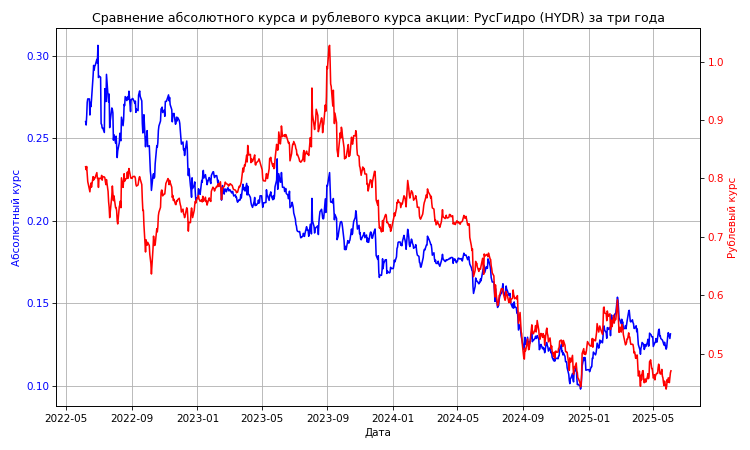 Сравнение абсолютного курса и рублевого курса акции: РусГидро (HYDR) за три года
0.30
0.25
0.20
0.15
0.10
Абсолютный курс
1.0
0.9
0.8
0.7
0.6
0.5
Рублевый курс
2022-05 2022-09 2023-01 2023-05 2023-09 2024-01 2024-05 2024-09 2025-01 2025-05
Дата